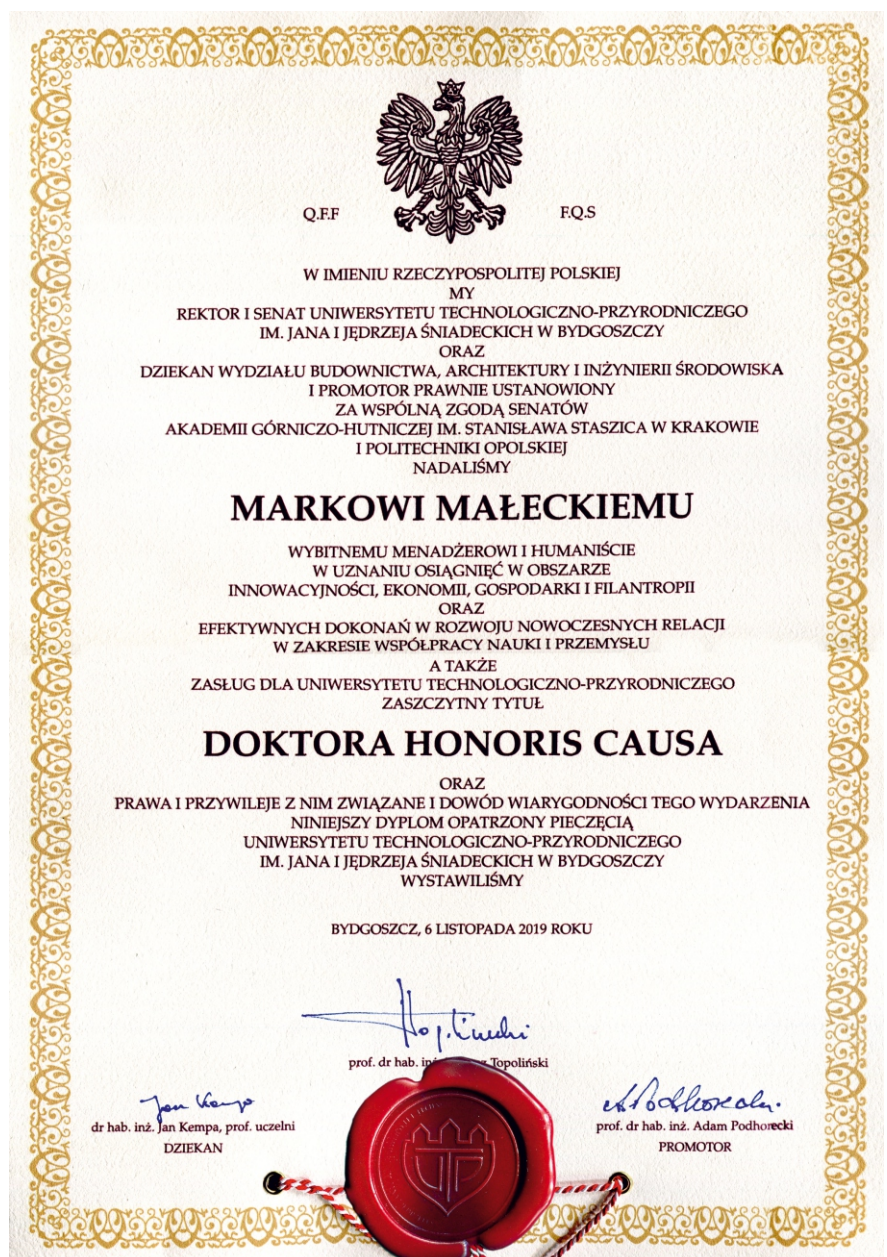 Q.F.F F.Q.S
W IMIENIU RZECZYPOSPOLITEJ POLSKIEJ
MY
REKTOR I SENAT UNIWERSYTETU TECHNOLOGICZNO-PRZYRODNICZEGO
IM. JANA I JĘDRZEJA ŚNIADECKICH W BYDGOSZCZY
ORAZ
DZIEKAN WYDZIAŁU BUDOWNICTWA, ARCHITEKTURY I INŻYNIERII ŚRODOWISKA
I PROMOTOR PRAWNIE USTANOWIONY
ZA WSPÓLNĄ ZGODĄ SENATÓW
AKADEMII GÓRNICZO-HUTNICZEJ IM. STANISŁAWA STASZICA W KRAKOWIE
I POLITECHNIKI OPOLSKIEJ
NADALIŚMY
MARKOWI MAŁECKIEMU
WYBITNEMU MENADŻEROWI I HUMANIŚCIE
W UZNANIU OSIĄGNIĘĆ W OBSZARZE
INNOWACYJNOŚCI, EKONOMII, GOSPODARKI I FILANTROPII
ORAZ
EFEKTYWNYCH DOKONAŃ W ROZWOJU NOWOCZESNYCH RELACJI
W ZAKRESIE WSPÓŁPRACY NAUKI I PRZEMYSŁU
A TAKŻE
ZASŁUG DLA UNIWERSYTETU TECHNOLOGICZNO-PRZYRODNICZEGO
ZASZCZYTNY TYTUŁ
DOKTORA HONORIS CAUSA
ORAZ
PRAWA I PRZYWILEJE Z NIM ZWIĄZANE I DOWÓD WIARYGODNOŚCI TEGO WYDARZENIA
NINIEJSZY DYPLOM OPATRZONY PIECZĘCIĄ
UNIWERSYTETU TECHNOLOGICZNO-PRZYRODNICZEGO
IM. JANA I JĘDRZEJA ŚNIADECKICH W BYDGOSZCZY
WYSTAWILIŚMY
BYDGOSZCZ, 6 LISTOPADA 2019 ROKU
prof. dr hab. Topoliński
dr hab. inż. Jan Kempa, prof. uczelni
DZIEKAN
prof. dr hab. inż. Adam Podhorecki
PROMOTOR
UTP